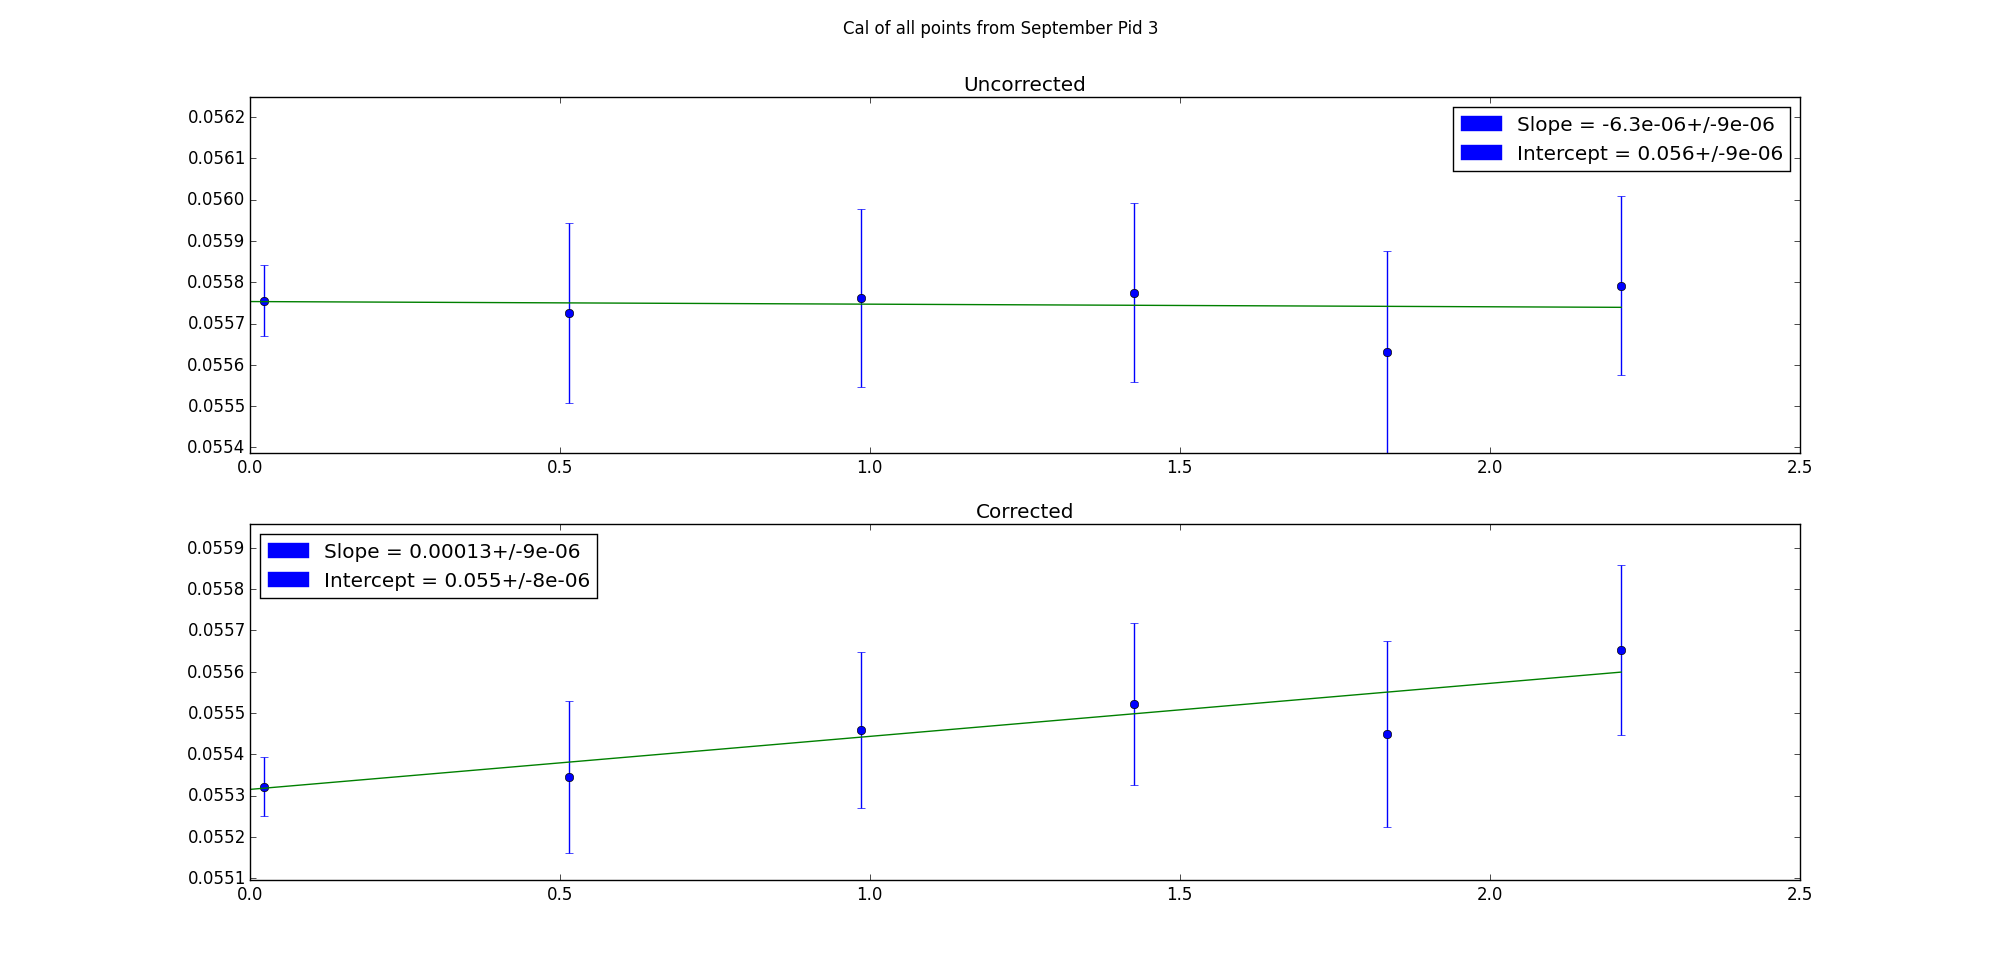 Cal of all points from September Pid 3
Uncorrected
0.0562
0.0561
0.0560
0.0559
0.0558
0.0557
0.0556
0.0555
0.0554
Slope = -6.3e-06+/-9e-06
Intercept = 0.056+/-9e-06
0.0 0.5 1.0 1.5 2.0 2.5
Corrected
0.0559
0.0558
0.0557
0.0556
0.0555
0.0554
0.0553
0.0552
0.0551
Slope = 0.00013+/-9e-06
Intercept = 0.055+/-8e-06
0.0 0.5 1.0 1.5 2.0 2.5